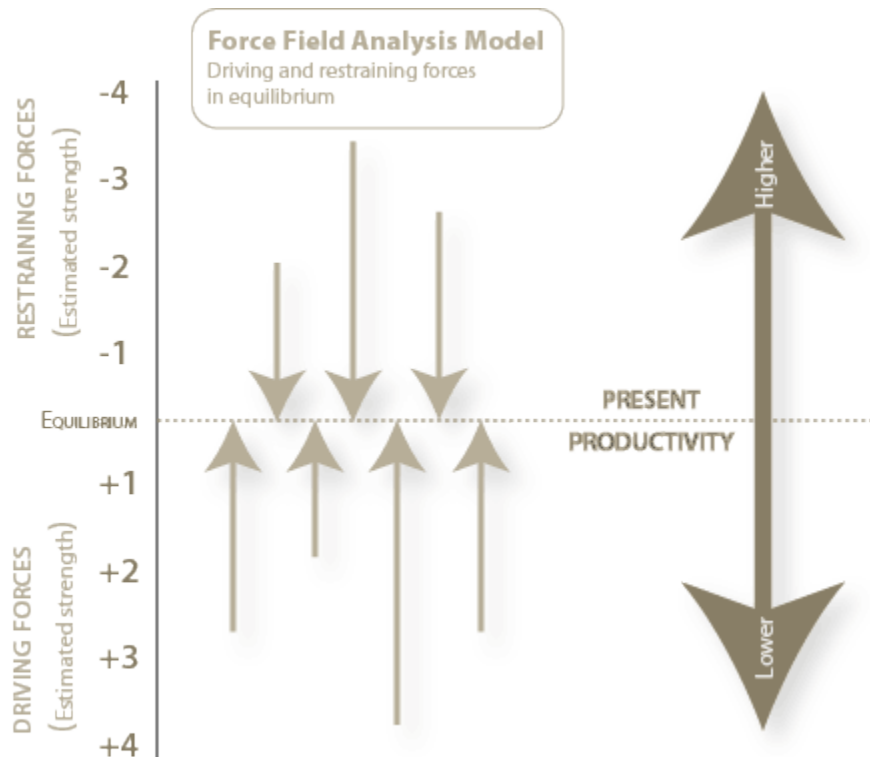 Force Field Analysis Model
Driving and restraining forces
in equilibrium
RESTRAINING FORCES
(Estimated strength)
-4
-3
-2
-1
EQUILIBRIUM
PRESENT
PRODUCTIVITY
+1
+2
+3
+4
DRIVING FORCES
(Estimated strength)
Higher
Lower